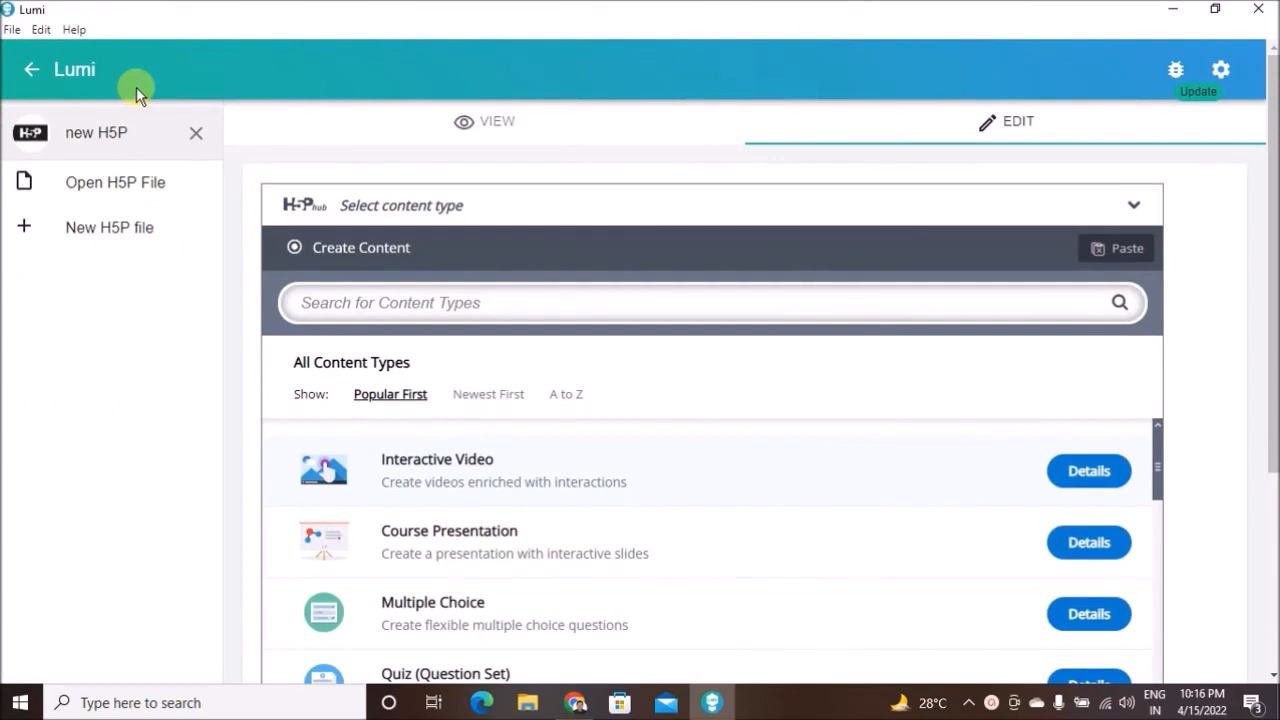 Lumi
File Edit Help
Lumi
Update
H5P new H5P
VIEW
EDIT
Open H5P File
New H5P file
H5Phub Select content type
Create Content
Paste
Search for Content Types
All Content Types
Show: Popular First Newest First A to Z
Interactive Video
Create videos enriched with interactions
Details
Course Presentation
Create a presentation with interactive slides
Details
Multiple Choice
Create flexible multiple choice questions
Details
Quiz (Question Set)
Details
Type here to search
28°C
ENG
IN
10:16 PM
4/15/2022
3